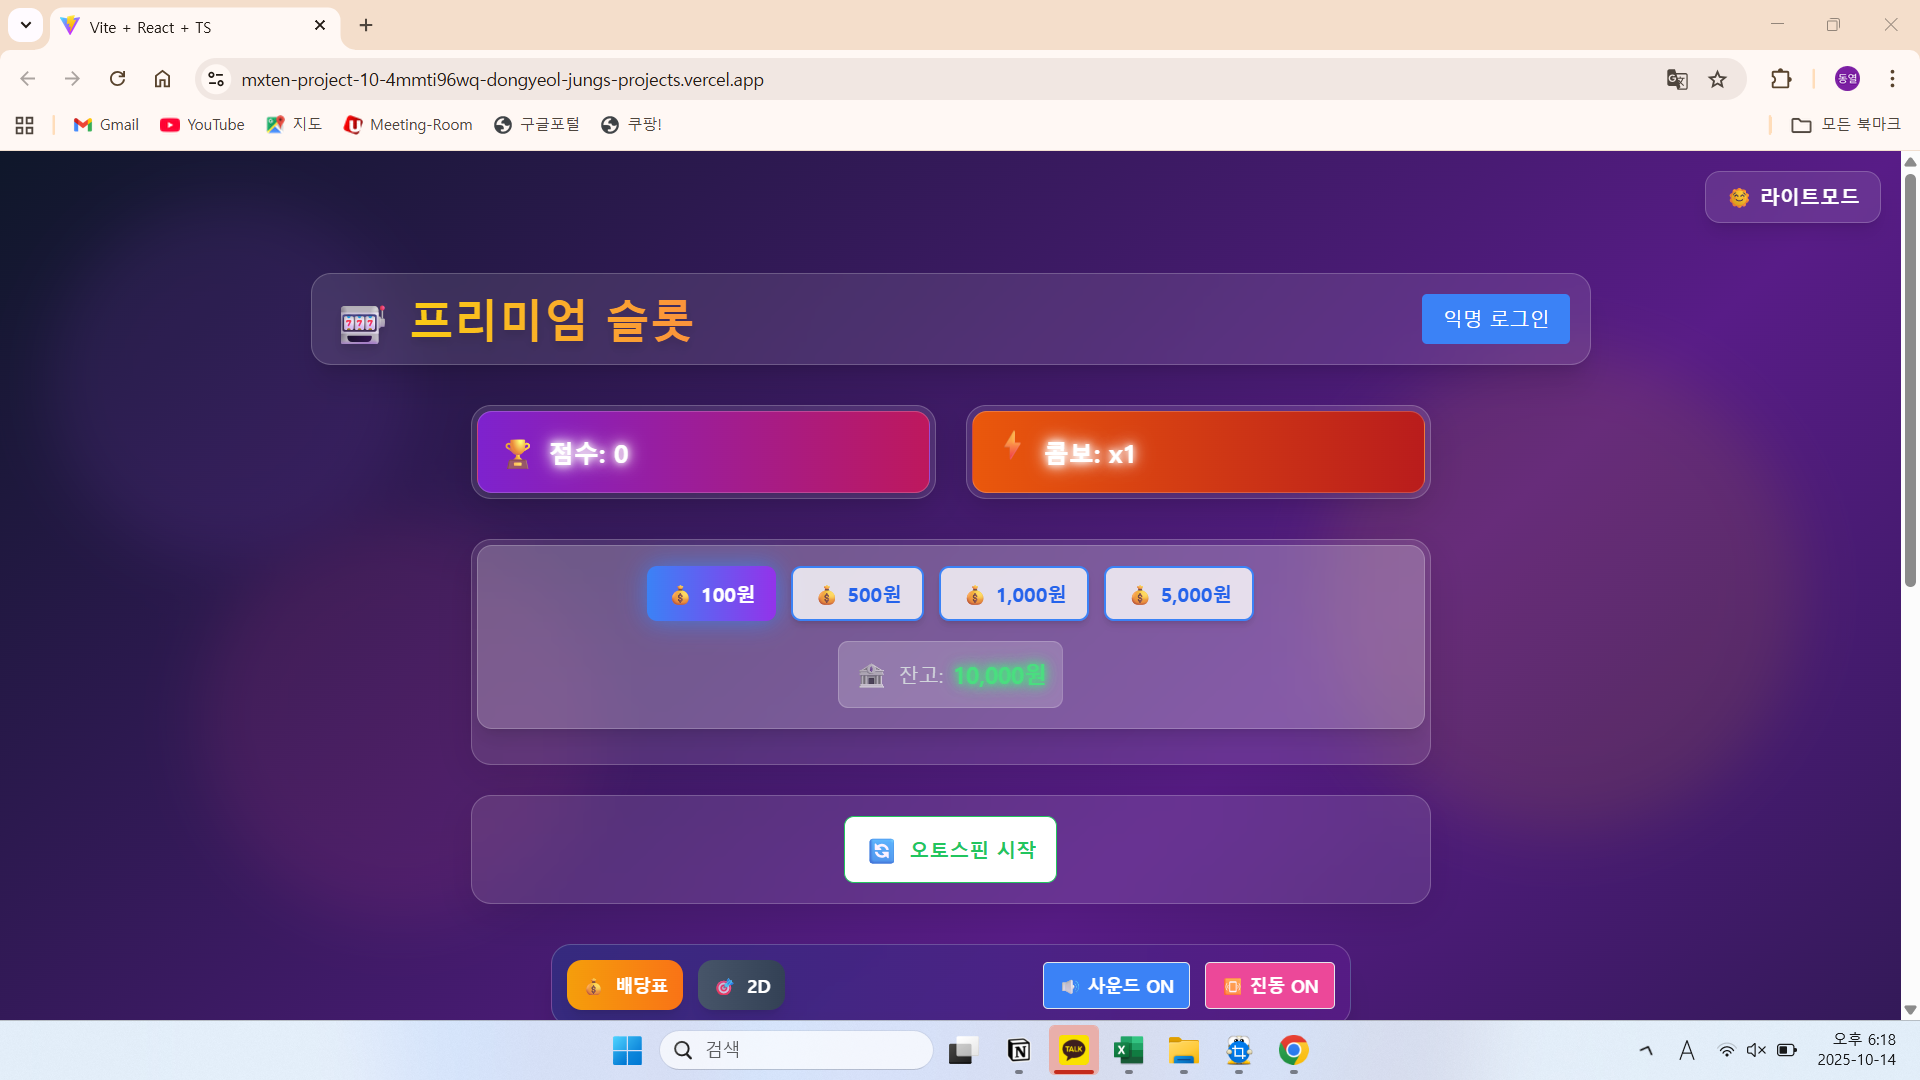 Vite + React + TS
mxten-project-10-4mmti96wq-dongyeol-jungs-projects.vercel.app
동열
Gmail
YouTube
지도
Meeting-Room
구글포털
쿠팡!
모든 북마크
라이트모드
777 프리미엄 슬롯
익명 로그인
점수: 0
콤보: x1
$ 100원
$ 500원
$ 1,000원
$ 5,000원
잔고: 10,000원
오토스핀 시작
$ 배당표
2D
사운드 ON
진동 ON
검색
N
TALK
X
A
오후 6:18
2025-10-14